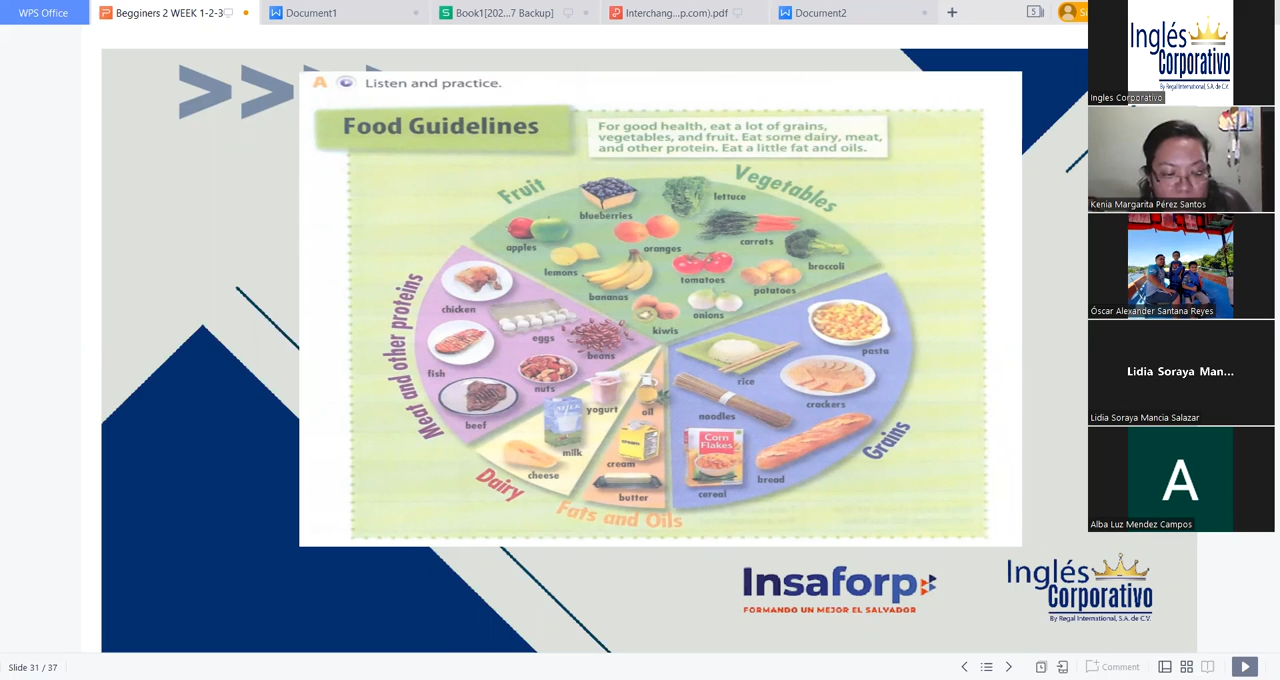 WPS Office
Begginers 2 WEEK 1-2-3
Document1
Book1[202...7 Backup]
Interchang...p.com).pdf
Document2
5
A Listen and practice.
Food Guidelines
For good health, eat a lot of grains,
vegetables, and fruit. Eat some dairy, meat,
and other protein. Eat a little fat and oils.
Fruit
Vegetables
blueberries
lettuce
apples
oranges
carrots
lemons
broccoli
bananas
tomatoes
potatoes
kiwis
onions
Meat and other proteins
chicken
eggs
beans
fish
nuts
beef
yogurt
milk
cheese
Dairy
oil
cream
butter
Fats and Oils
pasta
rice
crackers
noodles
Corn
Flakes
cereal
bread
Grains
Insaforp
FORMANDO UN MEJOR EL SALVADOR
Inglés
Corporativo
By Regal International, S.A. de C.V.
Inglés
Corporativo
By Regal International, S.A. de C.V.
Ingles Corporativo
Kenia Margarita Pérez Santos
Óscar Alexander Santana Reyes
Lidia Soraya Man...
Lidia Soraya Mancia Salazar
A
Alba Luz Mendez Campos
Slide 31 / 37
Comment